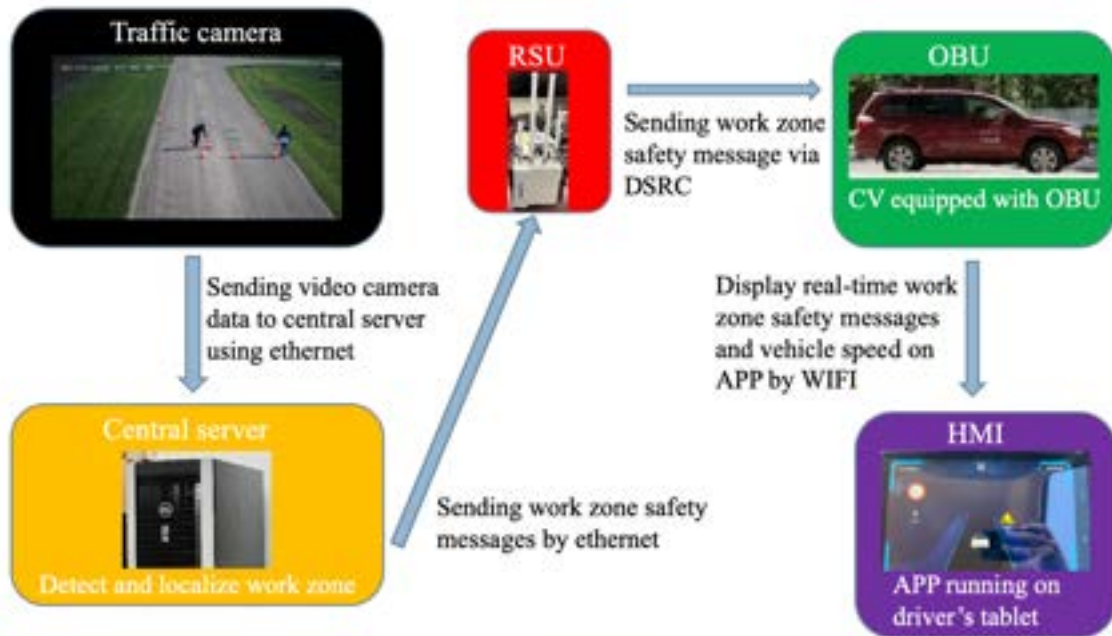 Traffic camera
Sending video camera
data to central server
using ethernet
Central server
Detect and localize work zone
Sending work zone safety
messages by ethernet
RSU
Sending work zone
safety message via
DSRC
OBU
CV equipped with OBU
Display real-time work
zone safety messages
and vehicle speed on
APP by WIFI
HMI
APP running on
driver's tablet